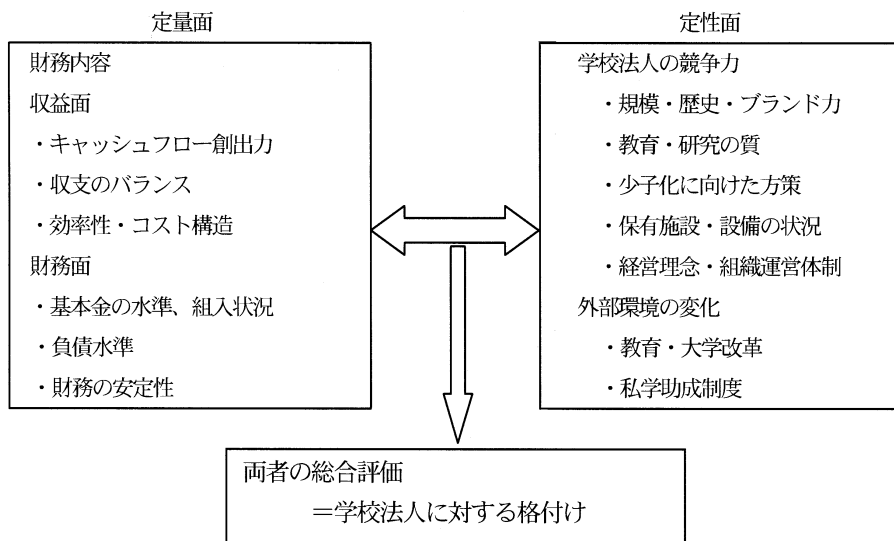 定量面
財務内容
収益面
・キャッシュフロー創出力
・収支のバランス
・効率性・コスト構造
財務面
・基本金の水準、組入状況
・負債水準
・財務の安定性
定性面
学校法人の競争力
・規模・歴史・ブランド力
・教育・研究の質
・少子化に向けた方策
・保有施設・設備の状況
・経営理念・組織運営体制
外部環境の変化
・教育・大学改革
・私学助成制度
両者の総合評価
＝学校法人に対する格付け